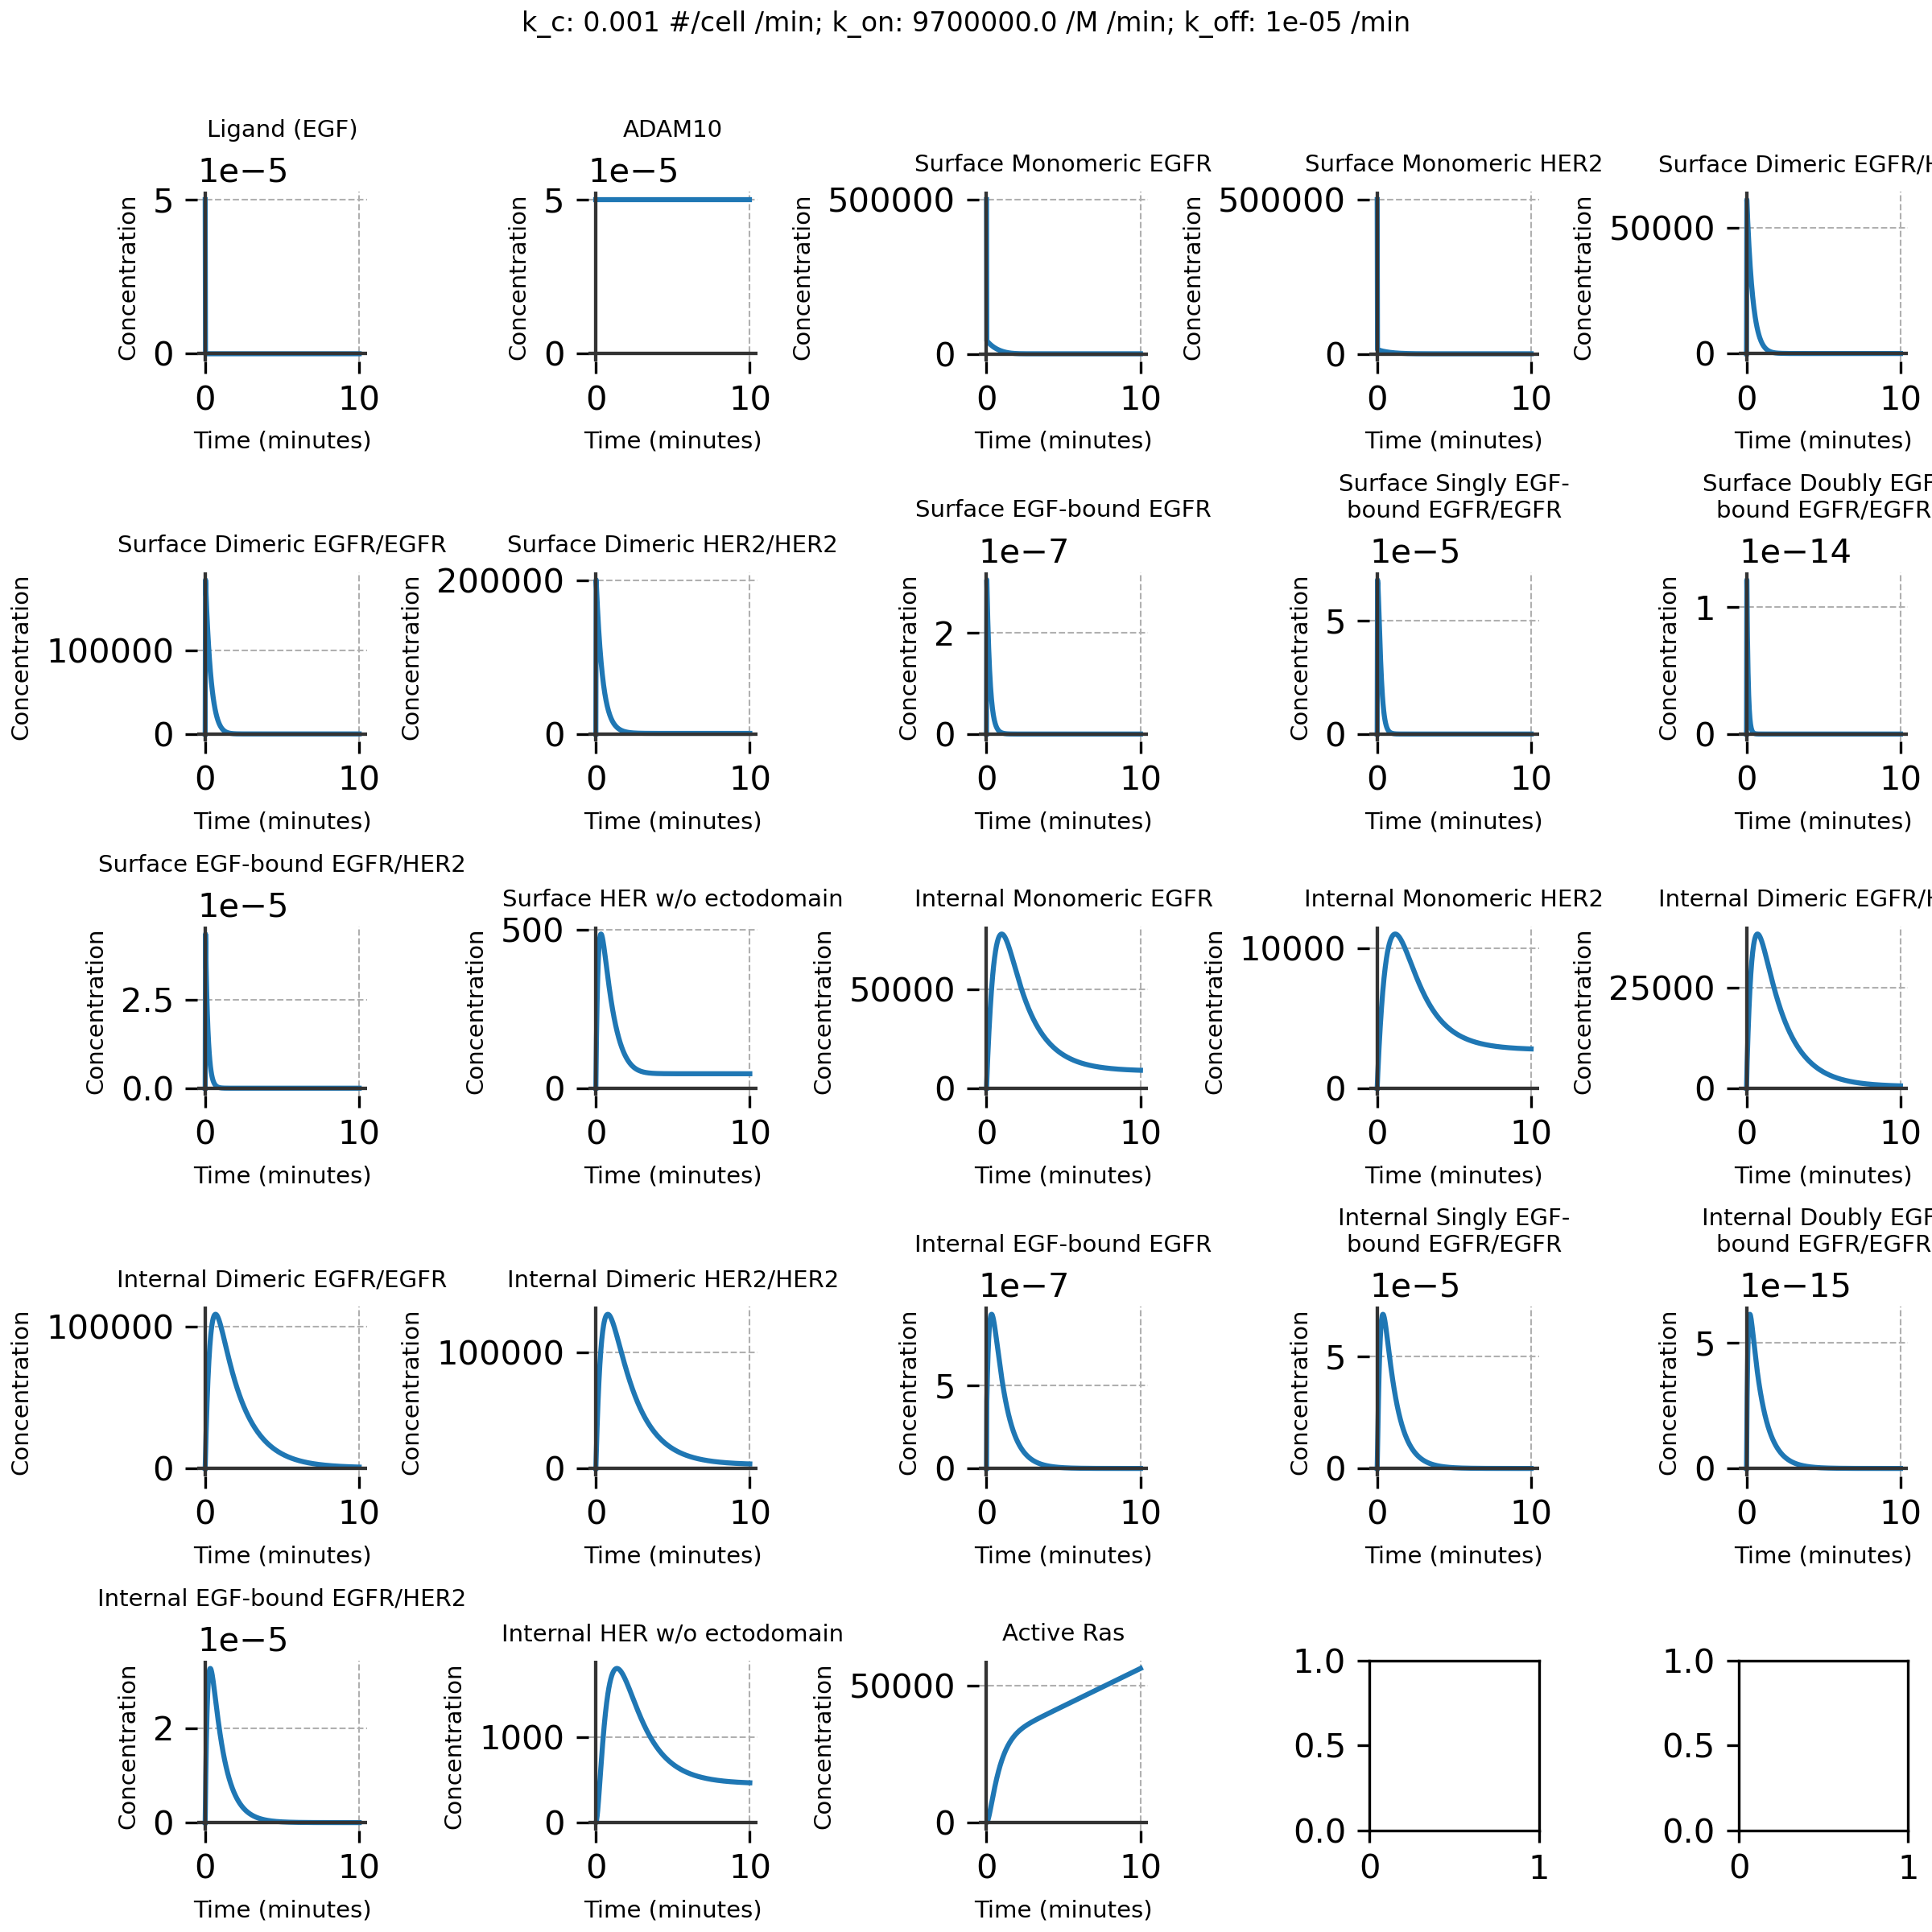 k_c: 0.001 #/cell /min; k_on: 9700000.0 /M /min; k_off: 1e-05 /min
Ligand (EGF)
1e−5
Concentration
5
0
0
10
Time (minutes)
ADAM10
1e−5
Concentration
5
0
0
10
Time (minutes)
Surface Monomeric EGFR
Concentration
500000
0
0
10
Time (minutes)
Surface Monomeric HER2
Concentration
500000
0
0
10
Time (minutes)
Surface Dimeric EGFR/H
Concentration
50000
0
0
10
Time (minutes)
Surface Dimeric EGFR/EGFR
Concentration
100000
0
0
10
Time (minutes)
Surface Dimeric HER2/HER2
Concentration
200000
0
0
10
Time (minutes)
Surface EGF-bound EGFR
1e−7
Concentration
2
0
0
10
Time (minutes)
Surface Singly EGF-
bound EGFR/EGFR
1e−5
Concentration
5
0
0
10
Time (minutes)
Surface Doubly EGF
bound EGFR/EGFR
1e−14
Concentration
1
0
0
10
Time (minutes)
Surface EGF-bound EGFR/HER2
1e−5
Concentration
2.5
0.0
0
10
Time (minutes)
Surface HER w/o ectodomain
Concentration
500
0
0
10
Time (minutes)
Internal Monomeric EGFR
Concentration
50000
0
0
10
Time (minutes)
Internal Monomeric HER2
Concentration
10000
0
0
10
Time (minutes)
Internal Dimeric EGFR/H
Concentration
25000
0
0
10
Time (minutes)
Internal Dimeric EGFR/EGFR
Concentration
100000
0
0
10
Time (minutes)
Internal Dimeric HER2/HER2
Concentration
100000
0
0
10
Time (minutes)
Internal EGF-bound EGFR
1e−7
Concentration
5
0
0
10
Time (minutes)
Internal Singly EGF-
bound EGFR/EGFR
1e−5
Concentration
5
0
0
10
Time (minutes)
Internal Doubly EGF
bound EGFR/EGFR
1e−15
Concentration
5
0
0
10
Time (minutes)
Internal EGF-bound EGFR/HER2
1e−5
Concentration
2
0
0
10
Time (minutes)
Internal HER w/o ectodomain
Concentration
1000
0
0
10
Time (minutes)
Active Ras
Concentration
50000
0
0
10
Time (minutes)
1.0
0.5
0.0
0
1
1.0
0.5
0.0
0
1